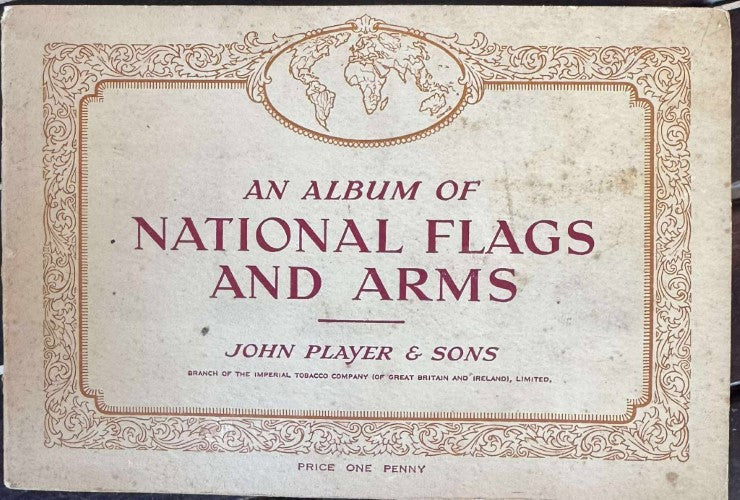 AN ALBUM OF
NATIONAL FLAGS
AND ARMS
JOHN PLAYER & SONS
BRANCH OF THE IMPERIAL TOBACCO COMPANY (OF GREAT BRITAIN AND IRELAND), LIMITED.
PRICE ONE PENNY